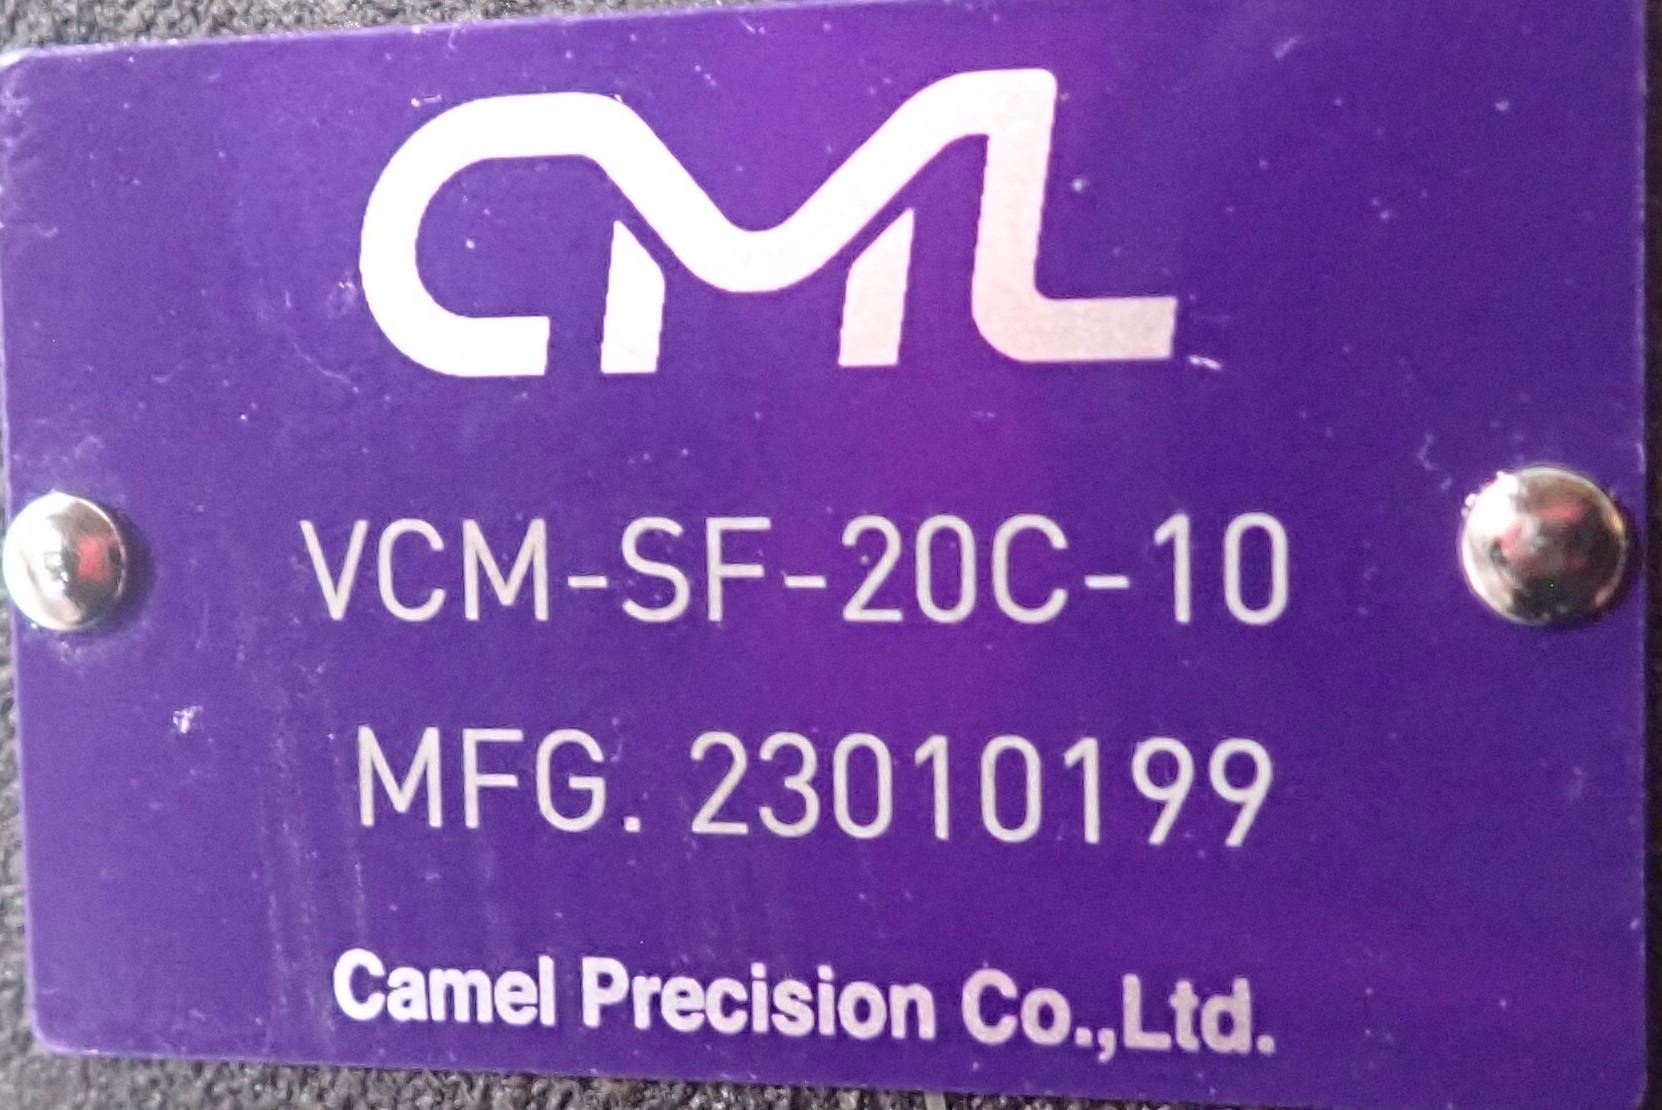 CML
VCM-SF-20C-10
MFG. 23010199
Camel Precision Co.,Ltd.